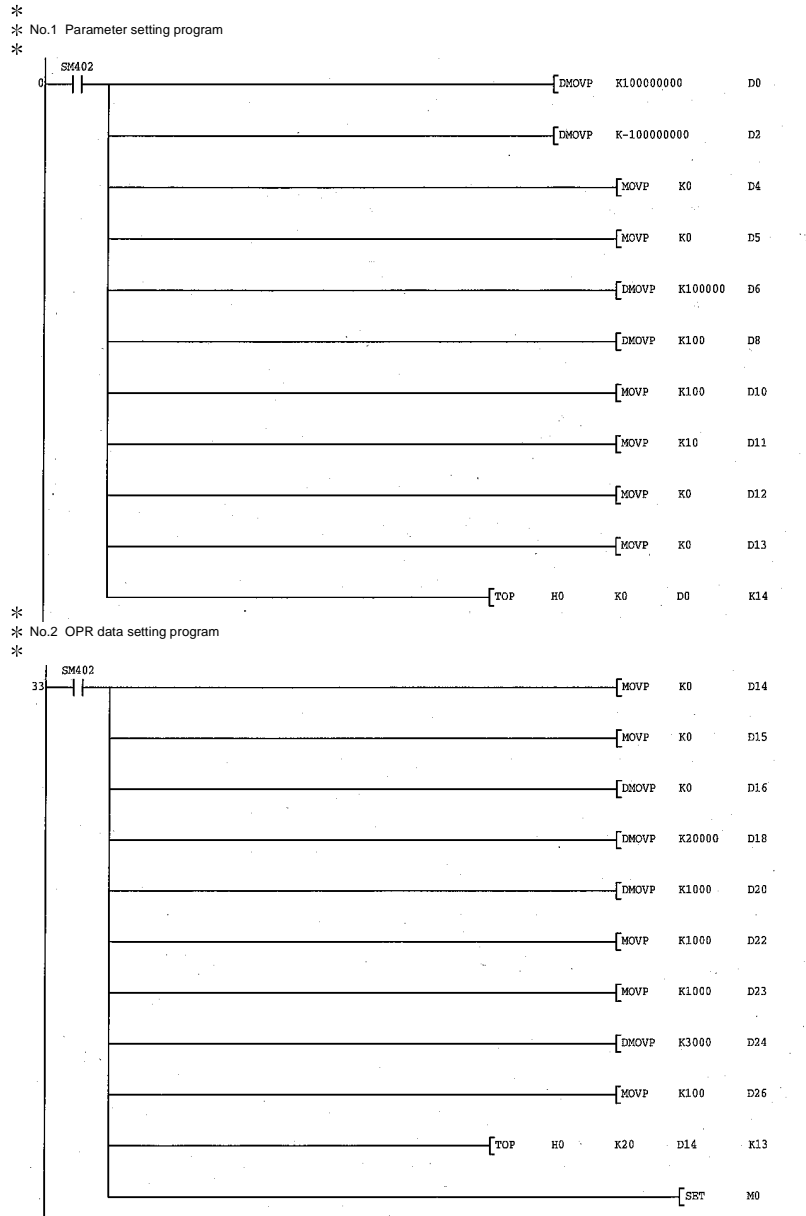 *
* No.1 Parameter setting program
*
SM402
0
[DMOVP K100000000 D0
[DMOVP K-100000000 D2
[MOVP K0 D4
[MOVP K0 D5
[DMOVP K100000 D6
[DMOVP K100 D8
[MOVP K100 D10
[MOVP K10 D11
[MOVP K0 D12
[MOVP K0 D13
[TOP H0 K0 D0 K14
*
* No.2 OPR data setting program
*
SM402
33
[MOVP K0 D14
[MOVP K0 D15
[DMOVP K0 D16
[DMOVP K20000 D18
[DMOVP K1000 D20
[MOVP K1000 D22
[MOVP K1000 D23
[DMOVP K3000 D24
[MOVP K100 D26
[TOP H0 K20 D14 K13
[SET M0